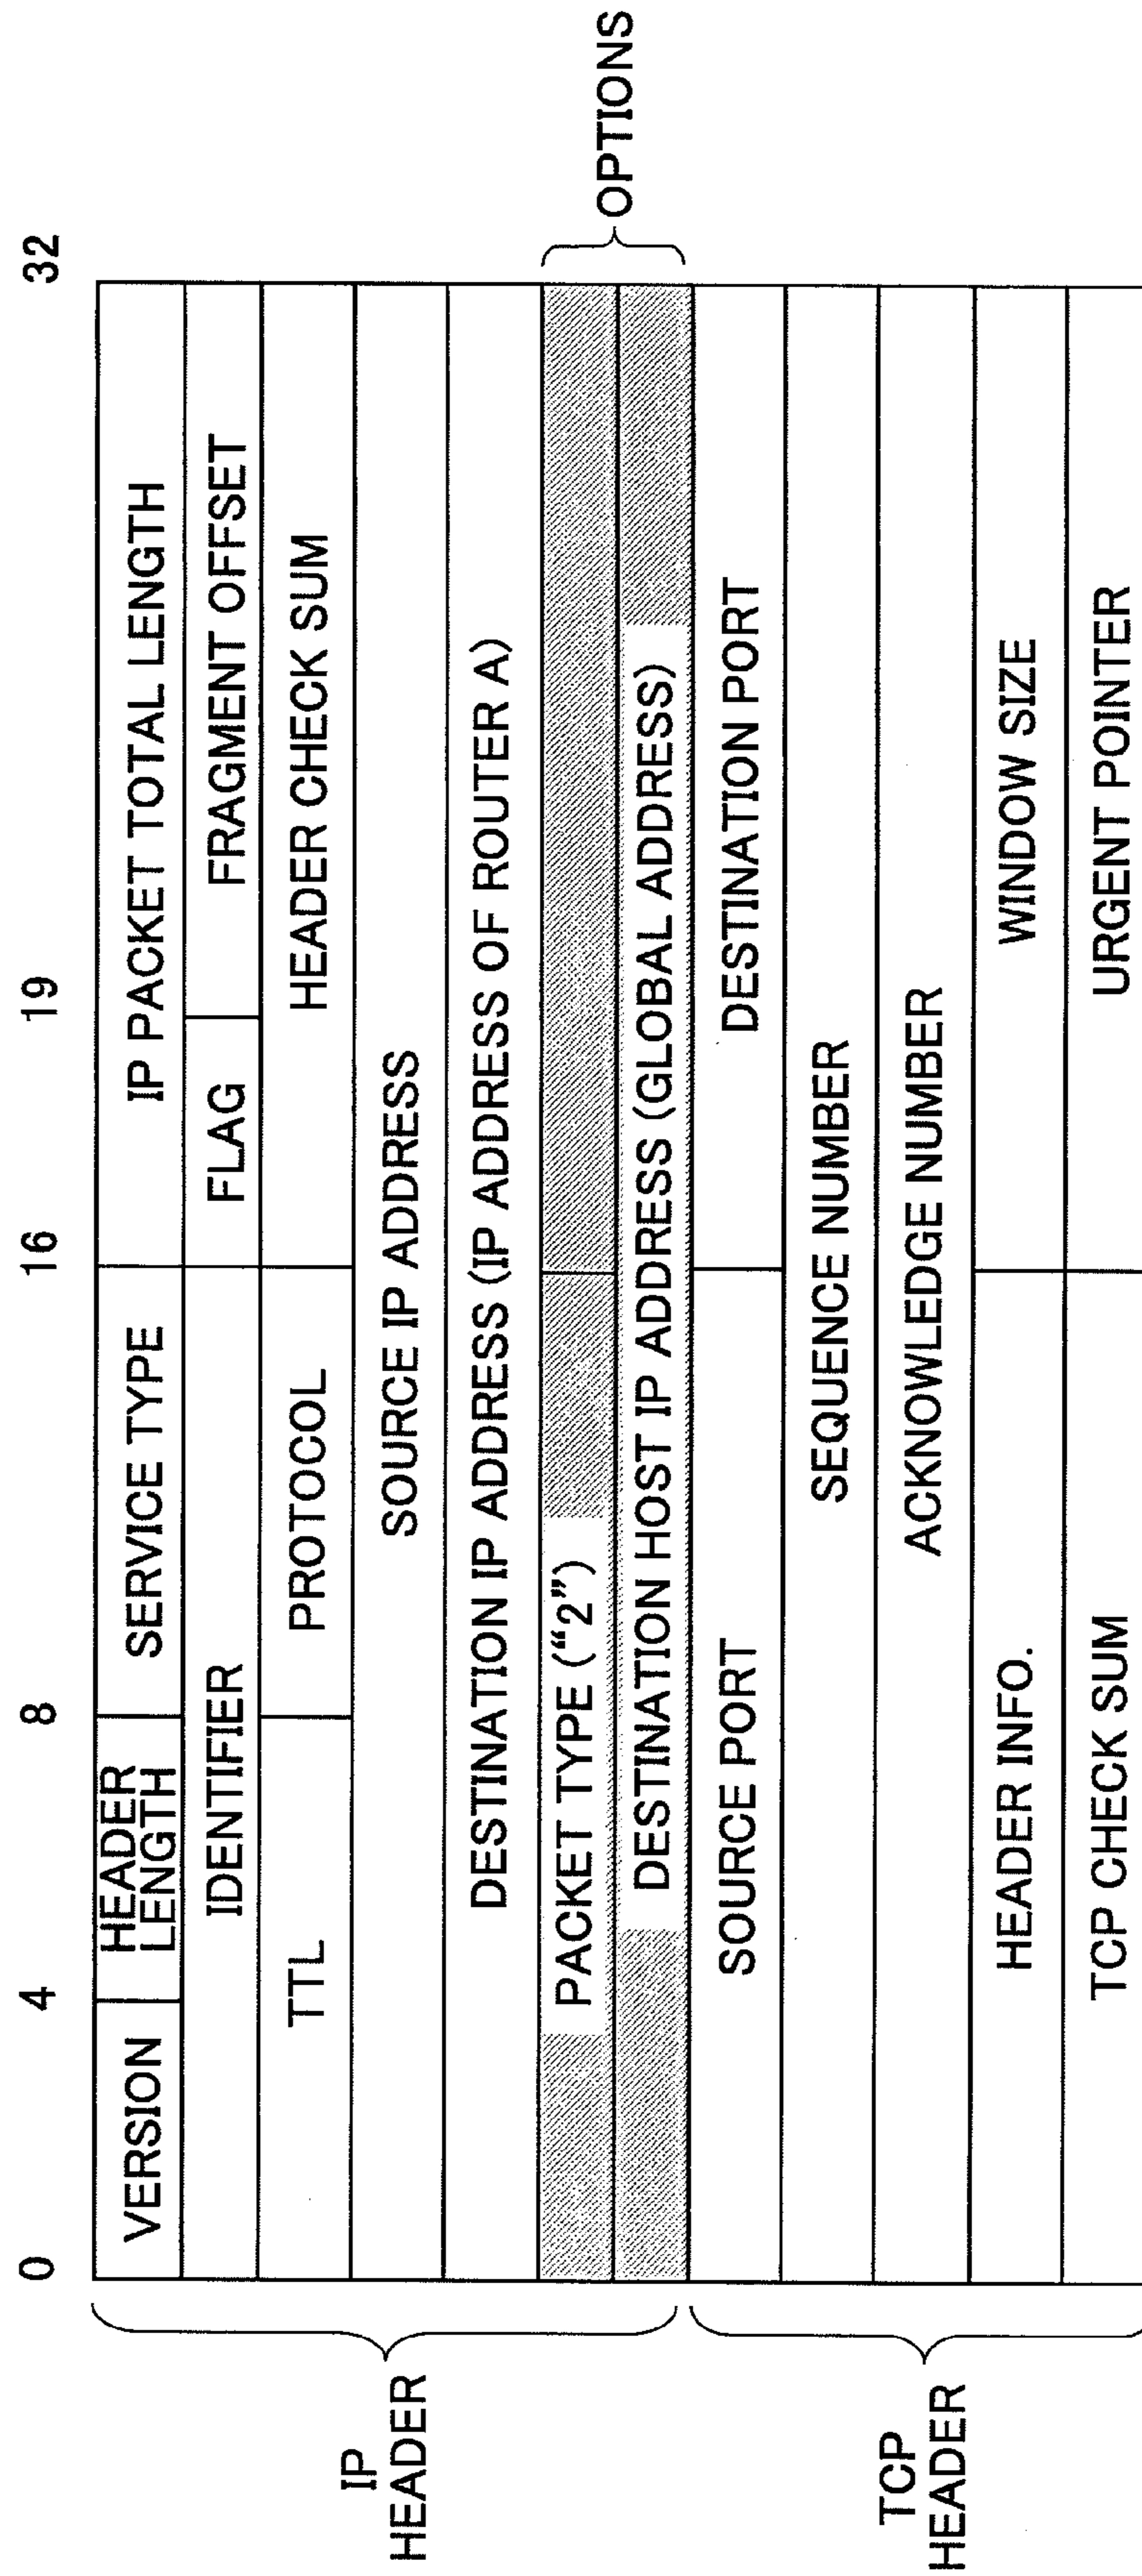 0 4 8 16 19 32
VERSION
HEADER
LENGTH
SERVICE TYPE
IP PACKET TOTAL LENGTH
IDENTIFIER
FLAG
FRAGMENT OFFSET
TTL
PROTOCOL
HEADER CHECK SUM
SOURCE IP ADDRESS
DESTINATION IP ADDRESS (IP ADDRESS OF ROUTER A)
PACKET TYPE (“2”)
DESTINATION HOST IP ADDRESS (GLOBAL ADDRESS)
OPTIONS
IP
HEADER
SOURCE PORT
DESTINATION PORT
SEQUENCE NUMBER
ACKNOWLEDGE NUMBER
HEADER INFO.
WINDOW SIZE
TCP CHECK SUM
URGENT POINTER
TCP
HEADER